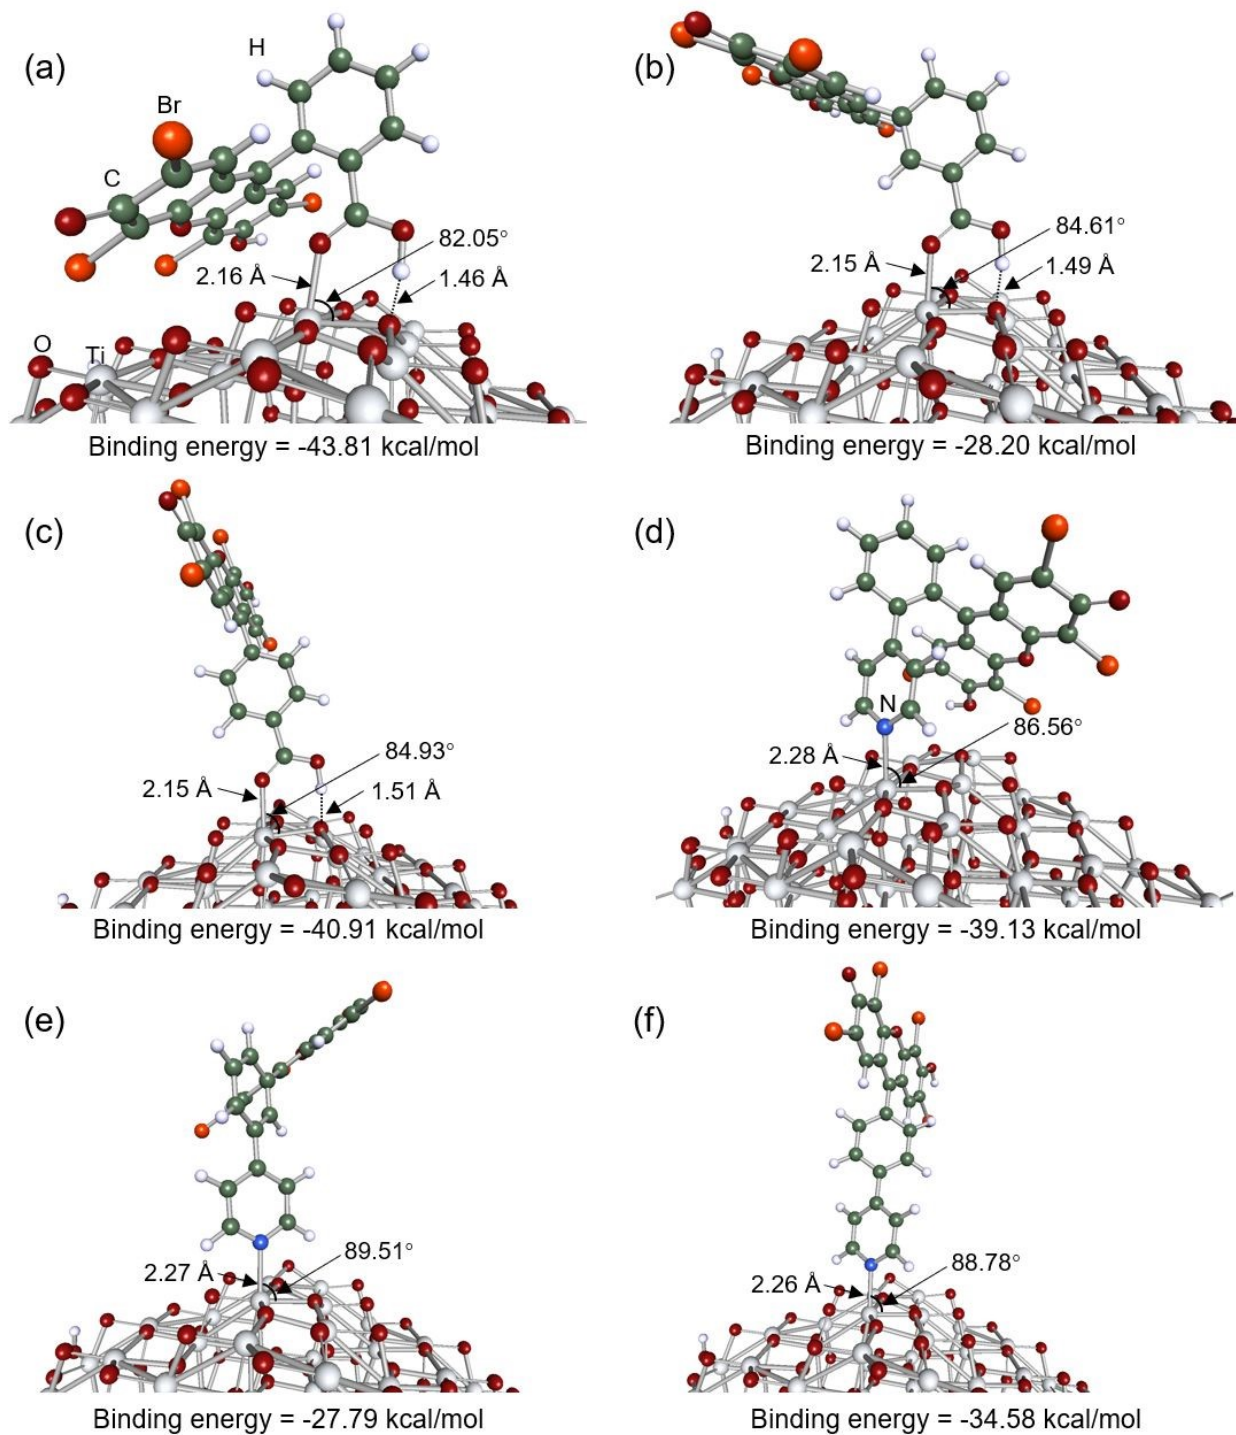 (a)
H
Br
C
82.05°
2.16 Å
1.46 Å
O
Ti
Binding energy = -43.81 kcal/mol
(b)
84.61°
2.15 Å
1.49 Å
Binding energy = -28.20 kcal/mol
(c)
84.93°
2.15 Å
1.51 Å
Binding energy = -40.91 kcal/mol
(d)
N
86.56°
2.28 Å
Binding energy = -39.13 kcal/mol
(e)
89.51°
2.27 Å
Binding energy = -27.79 kcal/mol
(f)
88.78°
2.26 Å
Binding energy = -34.58 kcal/mol